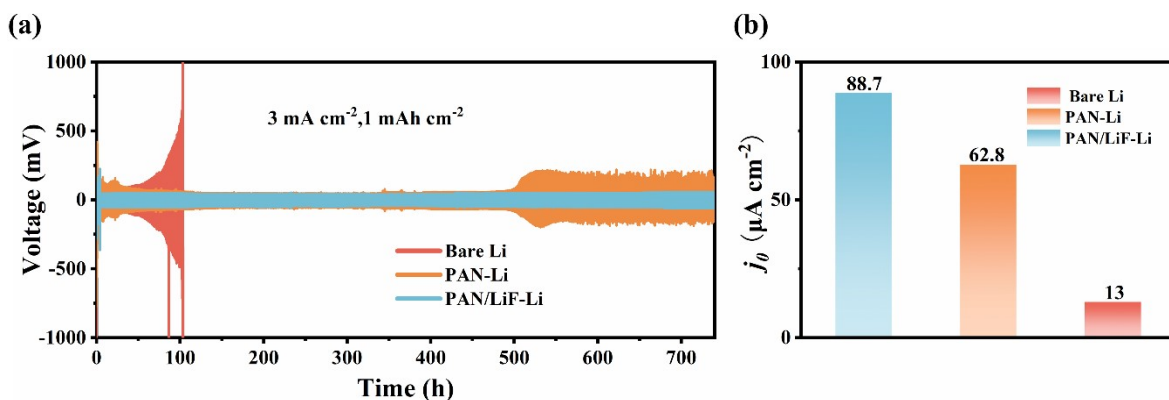 (a)
Voltage (mV)
1000
500
0
-500
-1000
3 mA cm⁻²,1 mAh cm⁻²
Bare Li
PAN-Li
PAN/LiF-Li
0 100 200 300 400 500 600 700
Time (h)
(b)
j₀ (μA cm⁻²)
100
50
0
88.7
62.8
13
Bare Li
PAN-Li
PAN/LiF-Li